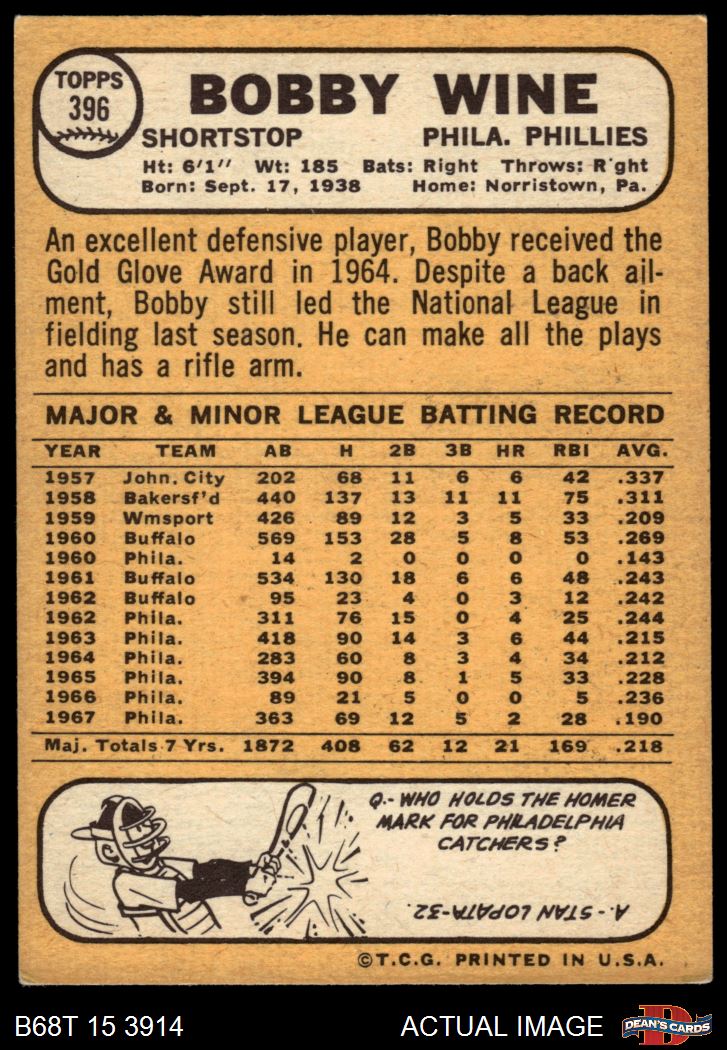 TOPPS
396
BOBBY WINE
SHORTSTOP PHILA. PHILLIES
Ht: 6'1" Wt: 185 Bats: Right Throws: R'ght
Born: Sept. 17, 1938 Home: Norristown, Pa.
An excellent defensive player, Bobby received the
Gold Glove Award in 1964. Despite a back ail-
ment, Bobby still led the National League in
fielding last season. He can make all the plays
and has a rifle arm.
MAJOR & MINOR LEAGUE BATTING RECORD
YEAR TEAM AB H 2B 3B HR RBI AVG.
1957 John. City 202 68 11 6 6 42 .337
1958 Bakersf'd 440 137 13 11 11 75 .311
1959 Wmsport 426 89 12 3 5 33 .209
1960 Buffalo 569 153 28 5 8 53 .269
1960 Phila. 14 2 0 0 0 0 .143
1961 Buffalo 534 130 18 6 6 48 .243
1962 Buffalo 95 23 4 0 3 12 .242
1962 Phila. 311 76 15 0 4 25 .244
1963 Phila. 418 90 14 3 6 44 .215
1964 Phila. 283 60 8 3 4 34 .212
1965 Phila. 394 90 8 1 5 33 .228
1966 Phila. 89 21 5 0 0 5 .236
1967 Phila. 363 69 12 5 2 28 .190
Maj. Totals 7 Yrs. 1872 408 62 12 21 169 .218
Q.- WHO HOLDS THE HOMER
MARK FOR PHILADELPHIA
CATCHERS?
A.- STAN LOPATA-32.
©T.C.G. PRINTED IN U.S.A.
B68T 15 3914 ACTUAL IMAGE
D
DEAN'S CARDS